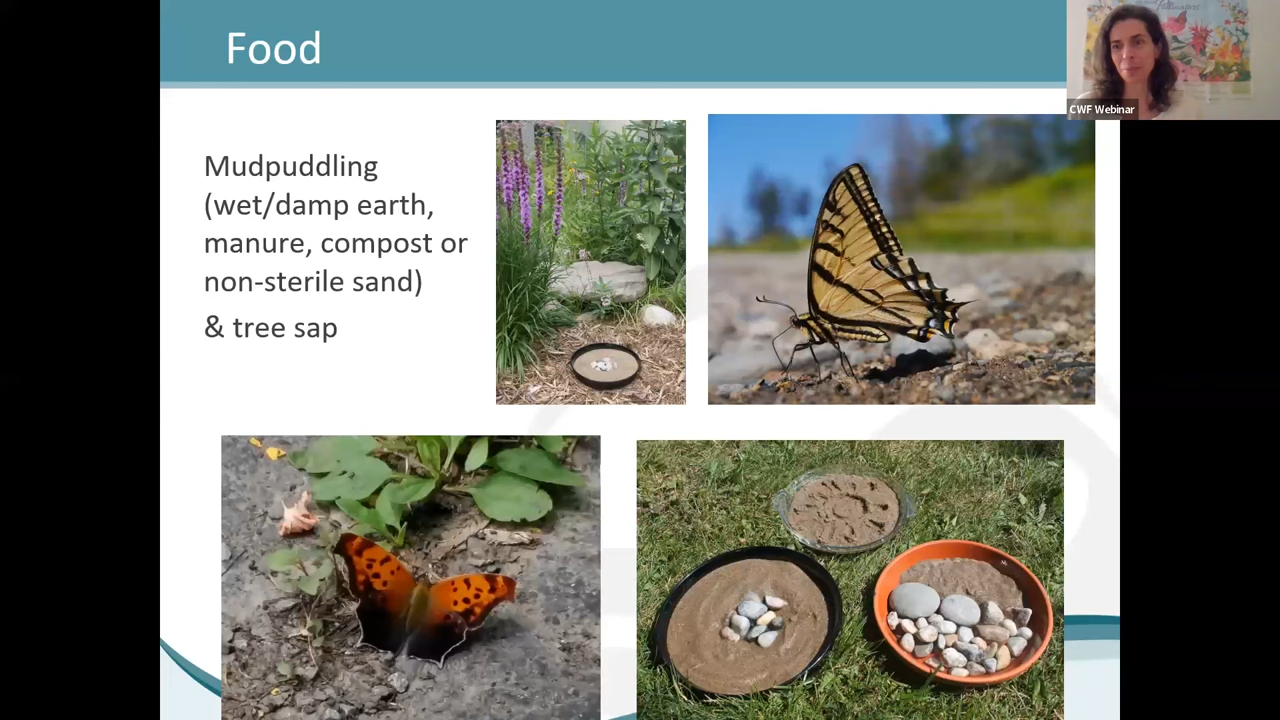 Food
Mudpuddling
(wet/damp earth,
manure, compost or
non-sterile sand)
& tree sap
CWF Webinar